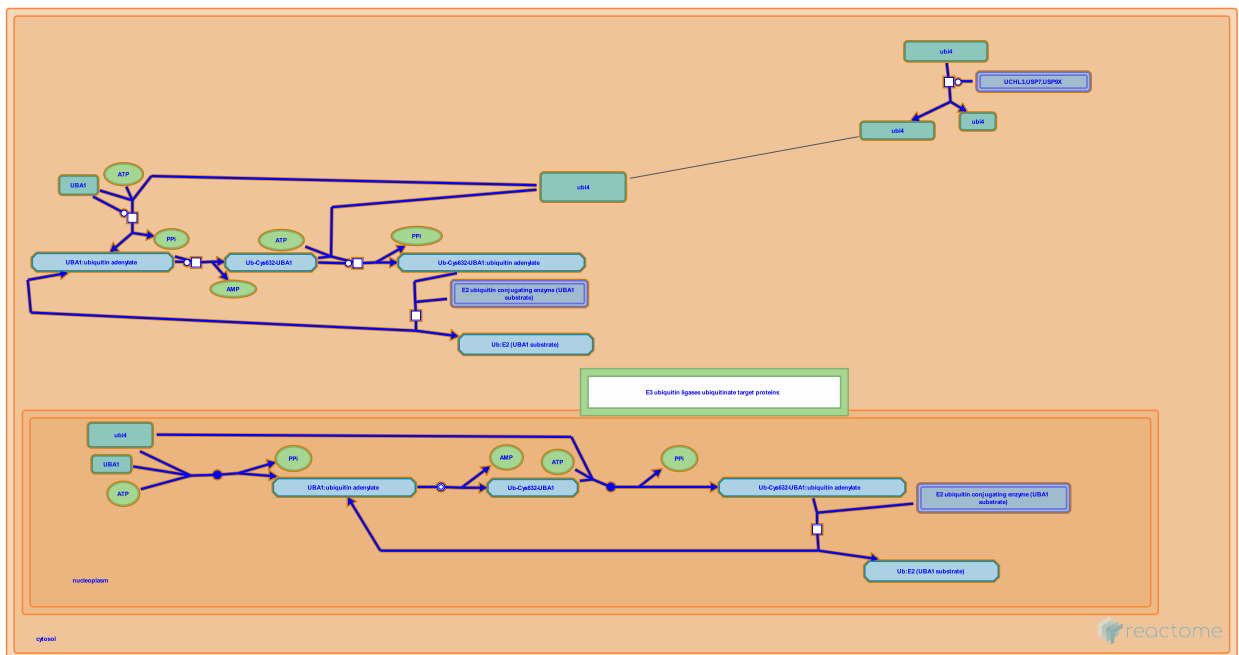 ubi4
UCHL3,USP7,USP9X
ubi4
ubi4
ATP
UBA1
ubi4
PPi
ATP
PPi
UBA1:ubiquitin adenylate
Ub-Cys632-UBA1
Ub-Cys632-UBA1::ubiquitin adenylate
AMP
E2 ubiquitin conjugating enzyme (UBA1
substrate)
Ub:E2 (UBA1 substrate)
E3 ubiquitin ligases ubiquitinate target proteins
ubi4
UBA1
ATP
PPi
AMP
ATP
PPi
UBA1:ubiquitin adenylate
Ub-Cys632-UBA1
Ub-Cys632-UBA1::ubiquitin adenylate
E2 ubiquitin conjugating enzyme (UBA1
substrate)
Ub:E2 (UBA1 substrate)
nucleoplasm
cytosol
reactome